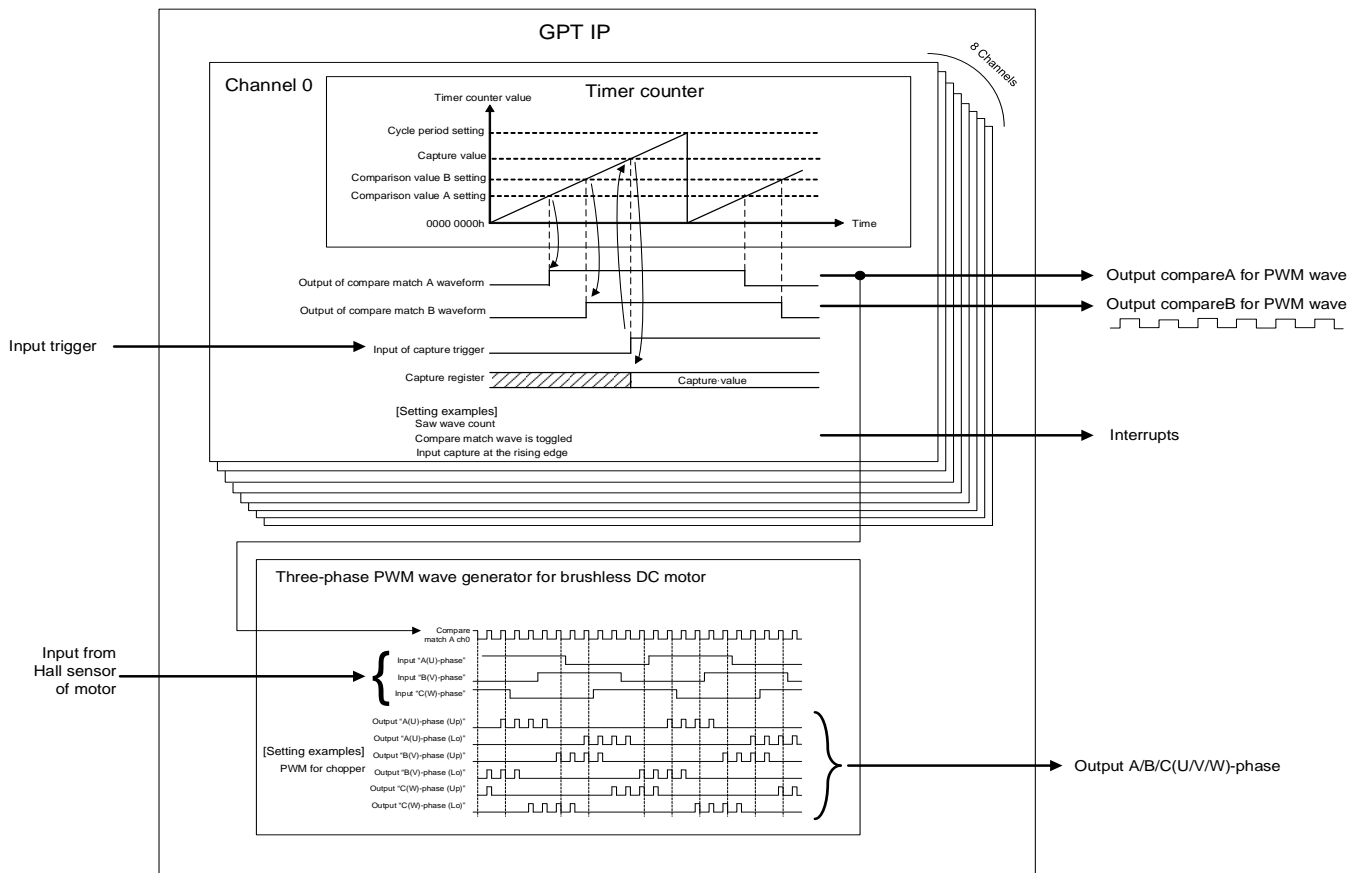 GPT IP
8 Channels
Channel 0
Timer counter
Timer counter value
Cycle period setting
Capture value
Comparison value B setting
Comparison value A setting
0000 0000h
Time
Output of compare match A waveform
Output of compare match B waveform
Input of capture trigger
Capture register
Capture value
[Setting examples]
Saw wave count
Compare match wave is toggled
Input capture at the rising edge
Input trigger
Output compareA for PWM wave
Output compareB for PWM wave
Interrupts
Three-phase PWM wave generator for brushless DC motor
Compare
match A ch0
Input from
Hall sensor
of motor
Input "A(U)-phase"
Input "B(V)-phase"
Input "C(W)-phase"
Output "A(U)-phase (Up)"
Output "A(U)-phase (Lo)"
Output "B(V)-phase (Up)"
Output "B(V)-phase (Lo)"
Output "C(W)-phase (Up)"
Output "C(W)-phase (Lo)"
[Setting examples]
PWM for chopper
Output A/B/C(U/V/W)-phase